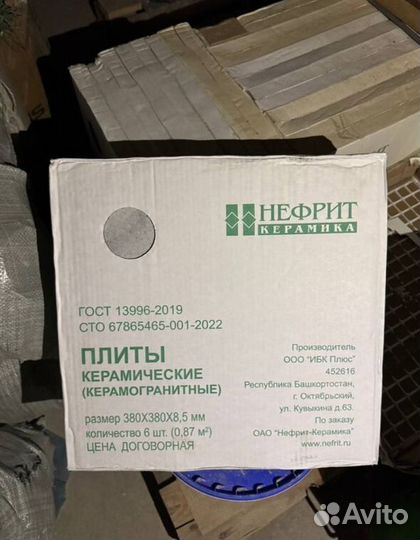 НЕФРИТ
КЕРАМИКА
ГОСТ 13996-2019
СТО 67865465-001-2022
ПЛИТЫ
КЕРАМИЧЕСКИЕ
(КЕРАМОГРАНИТНЫЕ)
размер 380Х380Х8,5 мм
количество 6 шт. (0.87 м²)
ЦЕНА ДОГОВОРНАЯ
Производитель
ООО "ИБК Плюс"
452616
Республика Башкортостан,
г. Октябрьский,
ул. Кувыкина д.63.
По заказу
ОАО "Нефрит-Керамика"
www.nefrit.ru
Avito